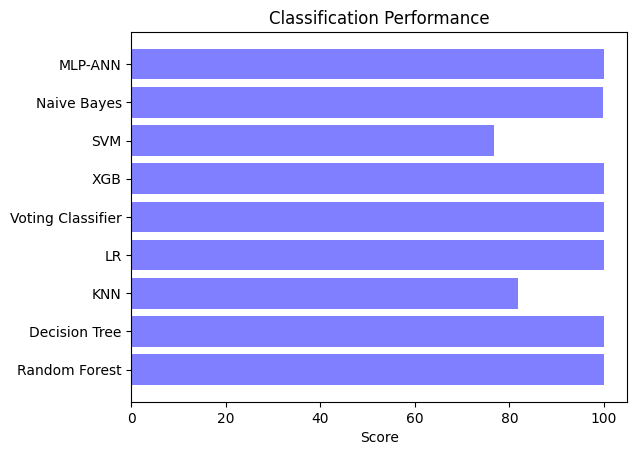 Classification Performance
MLP-ANN
Naive Bayes
SVM
XGB
Voting Classifier
LR
KNN
Decision Tree
Random Forest
0 20 40 60 80 100
Score